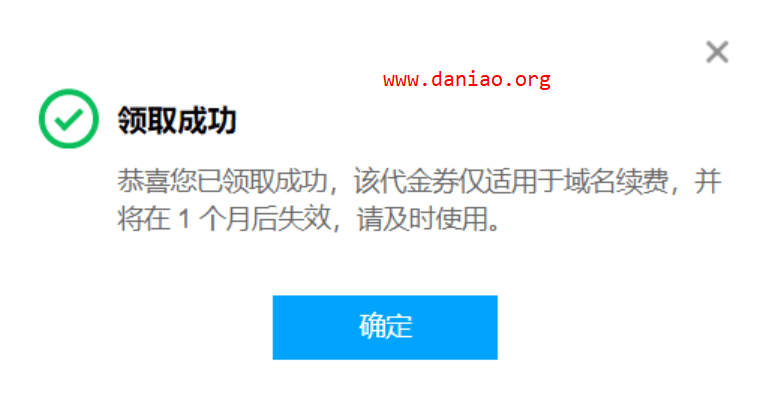 www.daniao.org
领取成功
恭喜您已领取成功，该代金券仅适用于域名续费，并
将在 1 个月后失效，请及时使用。
确定